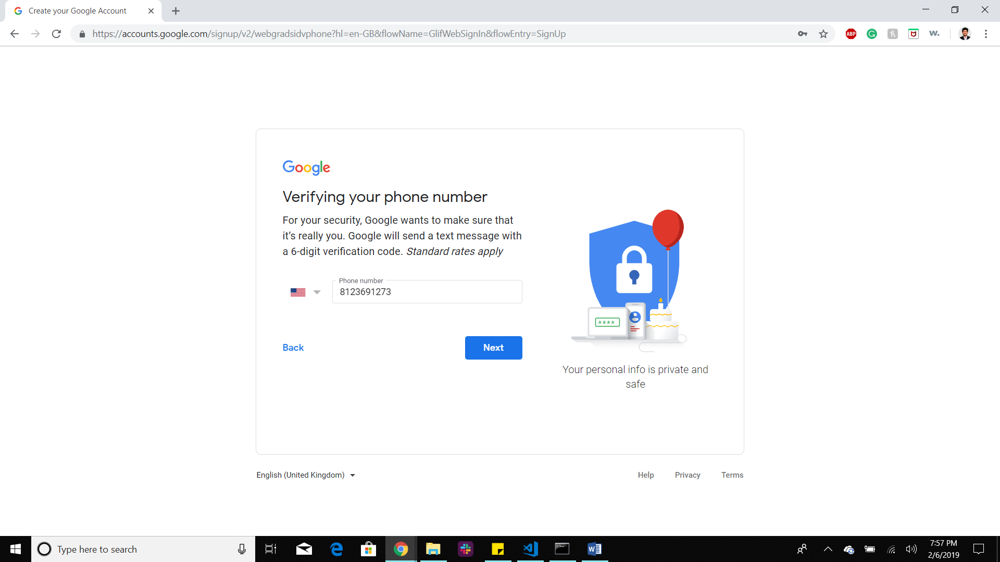 Create your Google Account
https://accounts.google.com/signup/v2/webgradsidvphone?hl=en-GB&flowName=GlifWebSignIn&flowEntry=SignUp
ABP
w.
Google
Verifying your phone number
For your security, Google wants to make sure that
it’s really you. Google will send a text message with
a 6-digit verification code. Standard rates apply
Phone number
8123691273
Back
Next
****
Your personal info is private and
safe
English (United Kingdom)
Help
Privacy
Terms
Type here to search
7:57 PM
2/6/2019